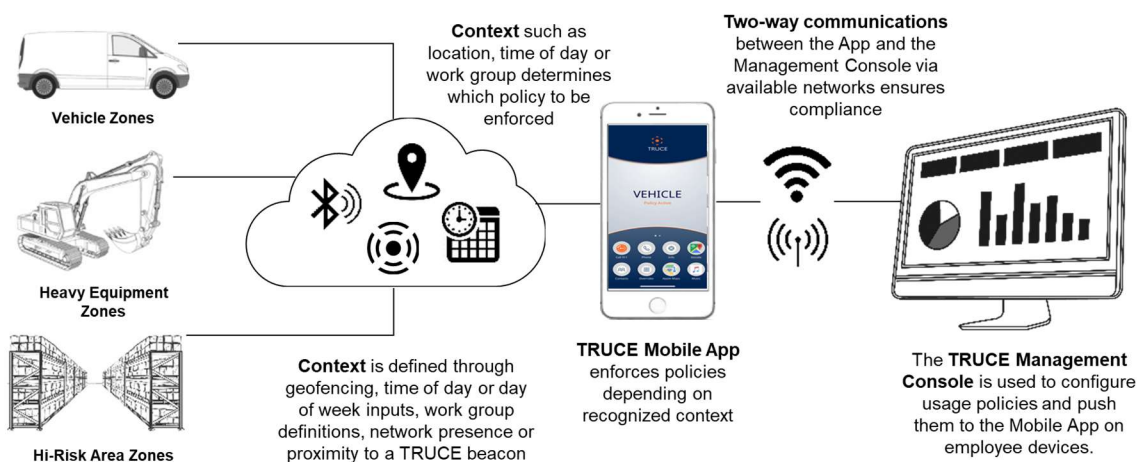 Vehicle Zones
Heavy Equipment
Zones
Hi-Risk Area Zones
Context such as
location, time of day or
work group determines
which policy to be
enforced
Context is defined through
geofencing, time of day or day
of week inputs, work group
definitions, network presence or
proximity to a TRUCE beacon
TRUCE
VEHICLE
TRUCE Mobile App
enforces policies
depending on
recognized context
Two-way communications
between the App and the
Management Console via
available networks ensures
compliance
The TRUCE Management
Console is used to configure
usage policies and push
them to the Mobile App on
employee devices.